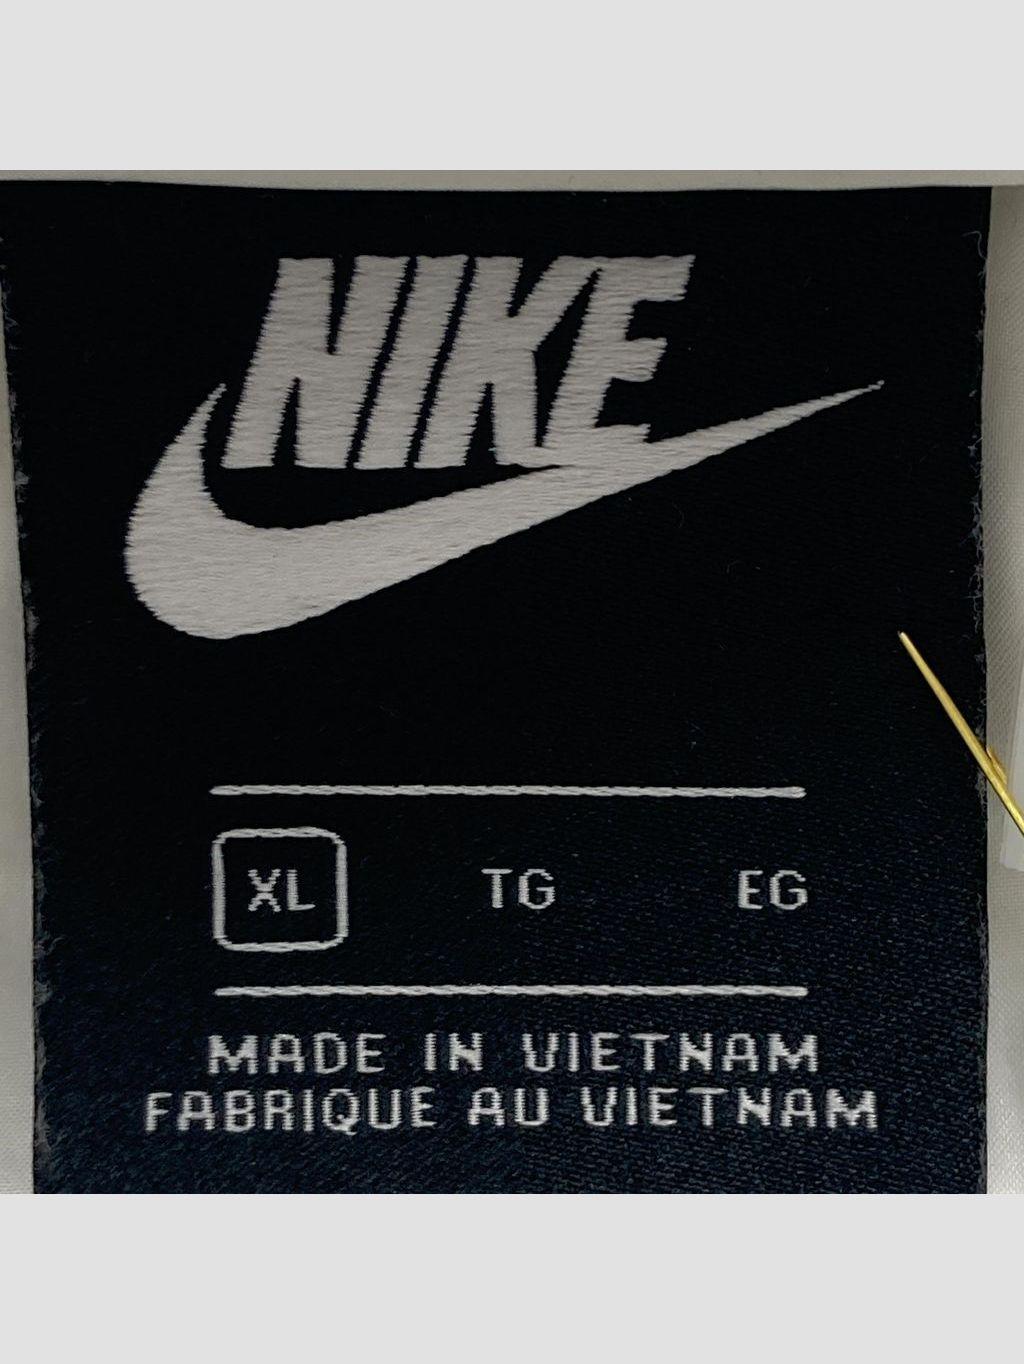 NIKE
XL TG EG
MADE IN VIETNAM
FABRIQUE AU VIETNAM